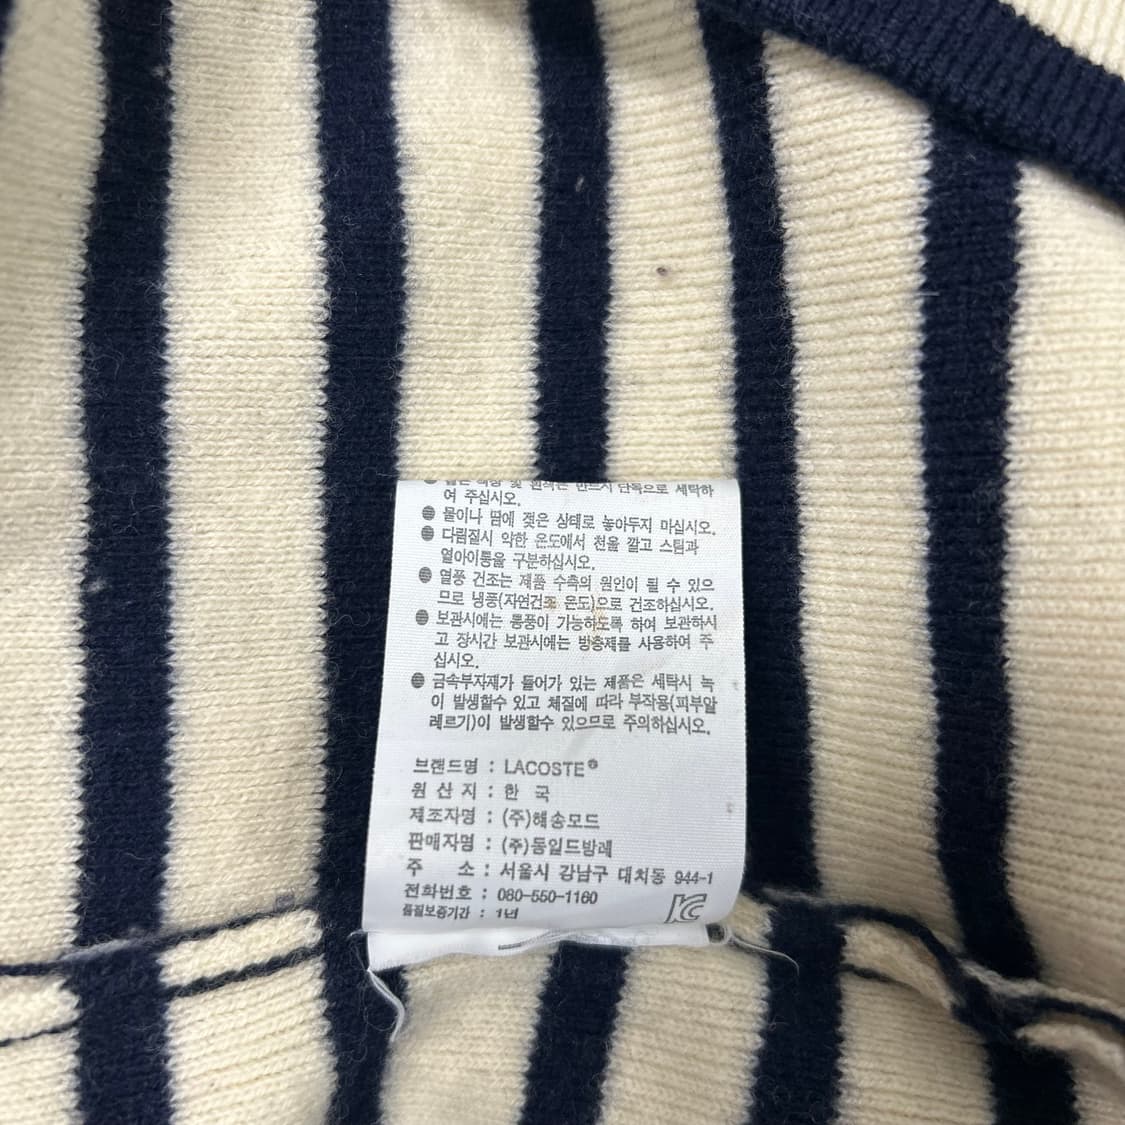 여 주십시오.
● 물이나 땀에 젖은 상태로 놓아두지 마십시오.
● 다림질시 약한 온도에서 천을 깔고 스팀과
열아이롱을 구분하십시오.
● 열풍 건조는 제품 수축의 원인이 될 수 있으
므로 냉풍(자연건조 온도)으로 건조하십시오.
● 보관시에는 통풍이 가능하도록 하여 보관하시
고 장시간 보관시에는 방충제를 사용하여 주
십시오.
● 금속부자재가 들어가 있는 제품은 세탁시 녹
이 발생할수 있고 체질에 따라 부작용(피부알
레르기)이 발생할수 있으므로 주의하십시오.
브랜드명 : LACOSTE®
원 산 지 : 한 국
제조자명 : (주)해송모드
판매자명 : (주)동일드방레
주 소 : 서울시 강남구 대치동 944-1
전화번호 : 080-550-1160
품질보증기간 : 1년